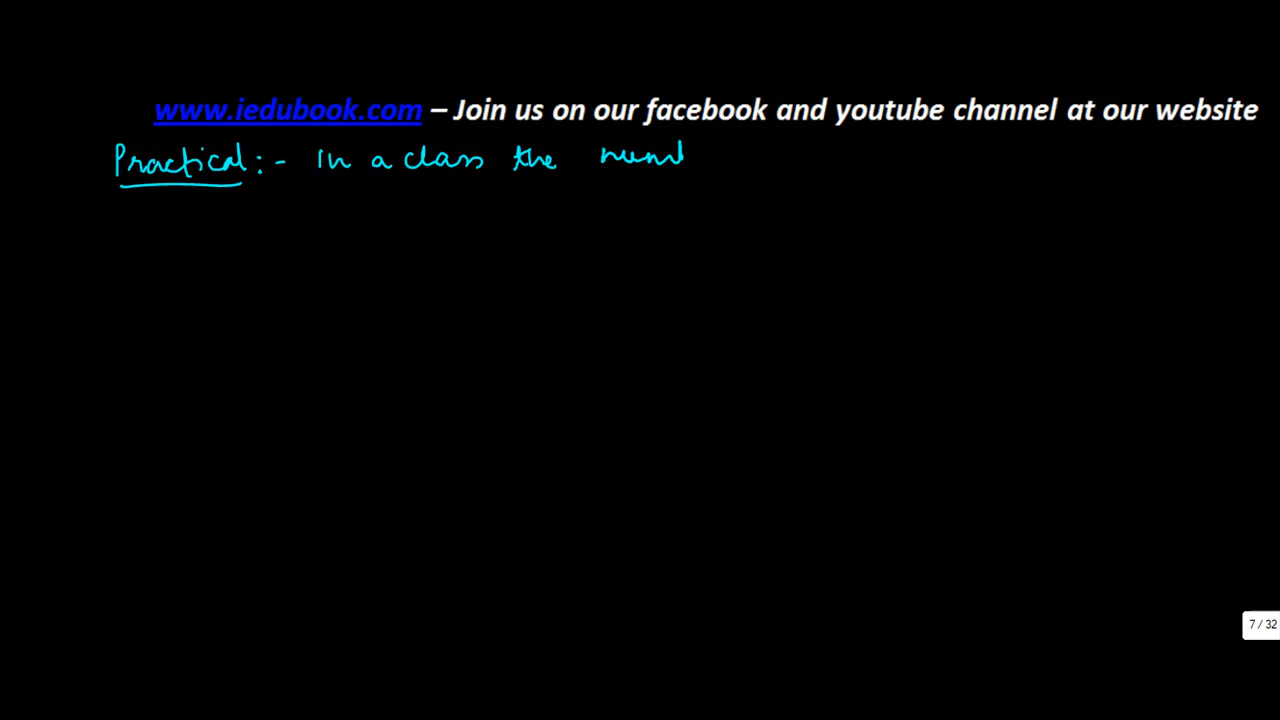 www.iedubook.com – Join us on our facebook and youtube channel at our website
Practical :- In a class the numb
7 / 32